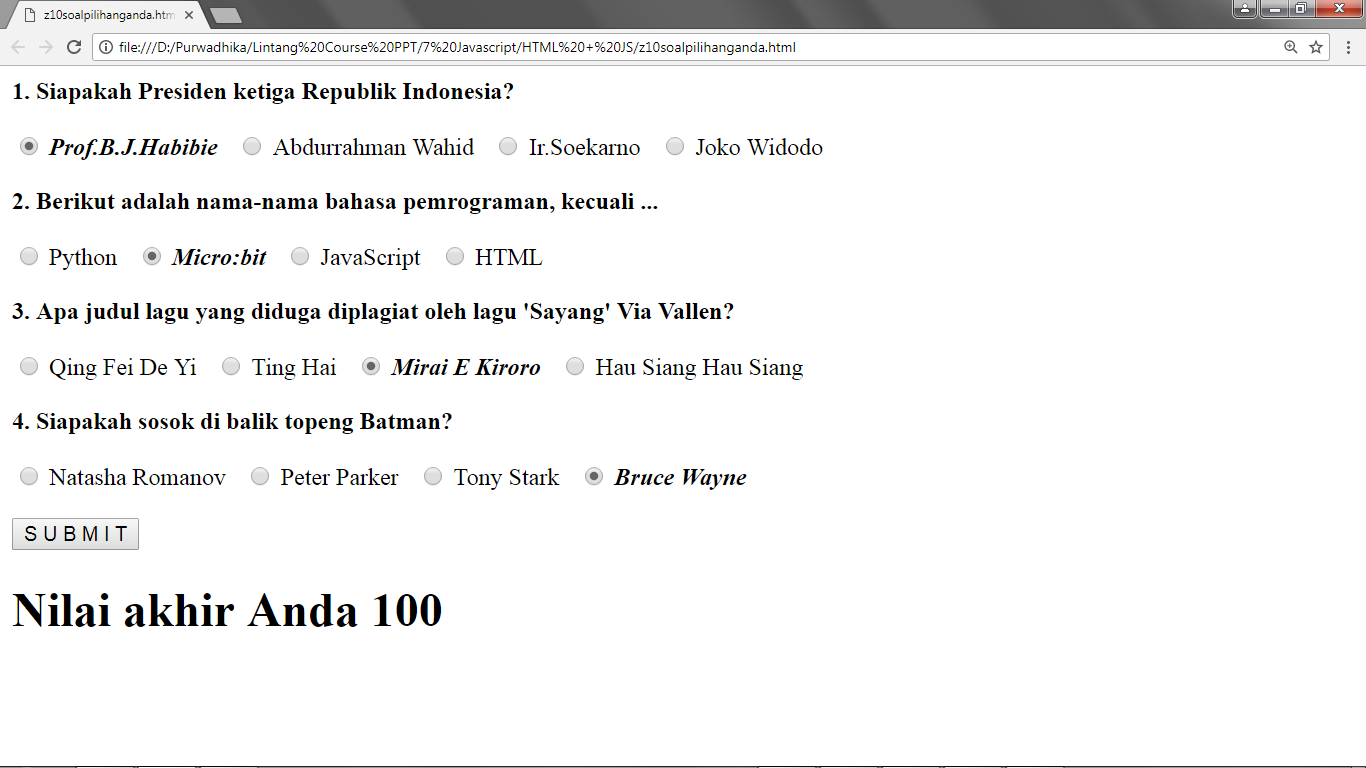 z10soalpilihanganda.htm
file:///D:/Purwadhika/Lintang%20Course%20PPT/7%20Javascript/HTML%20+%20JS/z10soalpilihanganda.html
1. Siapakah Presiden ketiga Republik Indonesia?
Prof.B.J.Habibie Abdurrahman Wahid Ir.Soekarno Joko Widodo
2. Berikut adalah nama-nama bahasa pemrograman, kecuali ...
Python Micro:bit JavaScript HTML
3. Apa judul lagu yang diduga diplagiat oleh lagu 'Sayang' Via Vallen?
Qing Fei De Yi Ting Hai Mirai E Kiroro Hau Siang Hau Siang
4. Siapakah sosok di balik topeng Batman?
Natasha Romanov Peter Parker Tony Stark Bruce Wayne
S U B M I T
Nilai akhir Anda 100